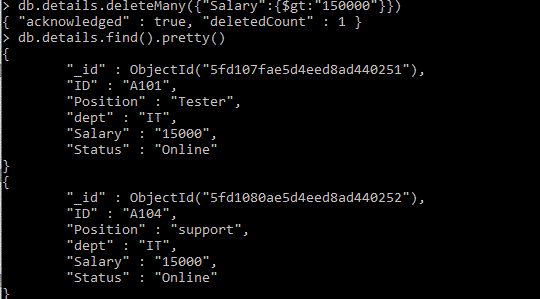 > db.details.deleteMany({"Salary":{$gt:"150000"}})
{ "acknowledged" : true, "deletedCount" : 1 }
> db.details.find().pretty()
{
        "_id" : ObjectId("5fd107fae5d4eed8ad440251"),
        "ID" : "A101",
        "Position" : "Tester",
        "dept" : "IT",
        "Salary" : "15000",
        "Status" : "Online"
}
{
        "_id" : ObjectId("5fd1080ae5d4eed8ad440252"),
        "ID" : "A104",
        "Position" : "support",
        "dept" : "IT",
        "Salary" : "15000",
        "Status" : "Online"
}